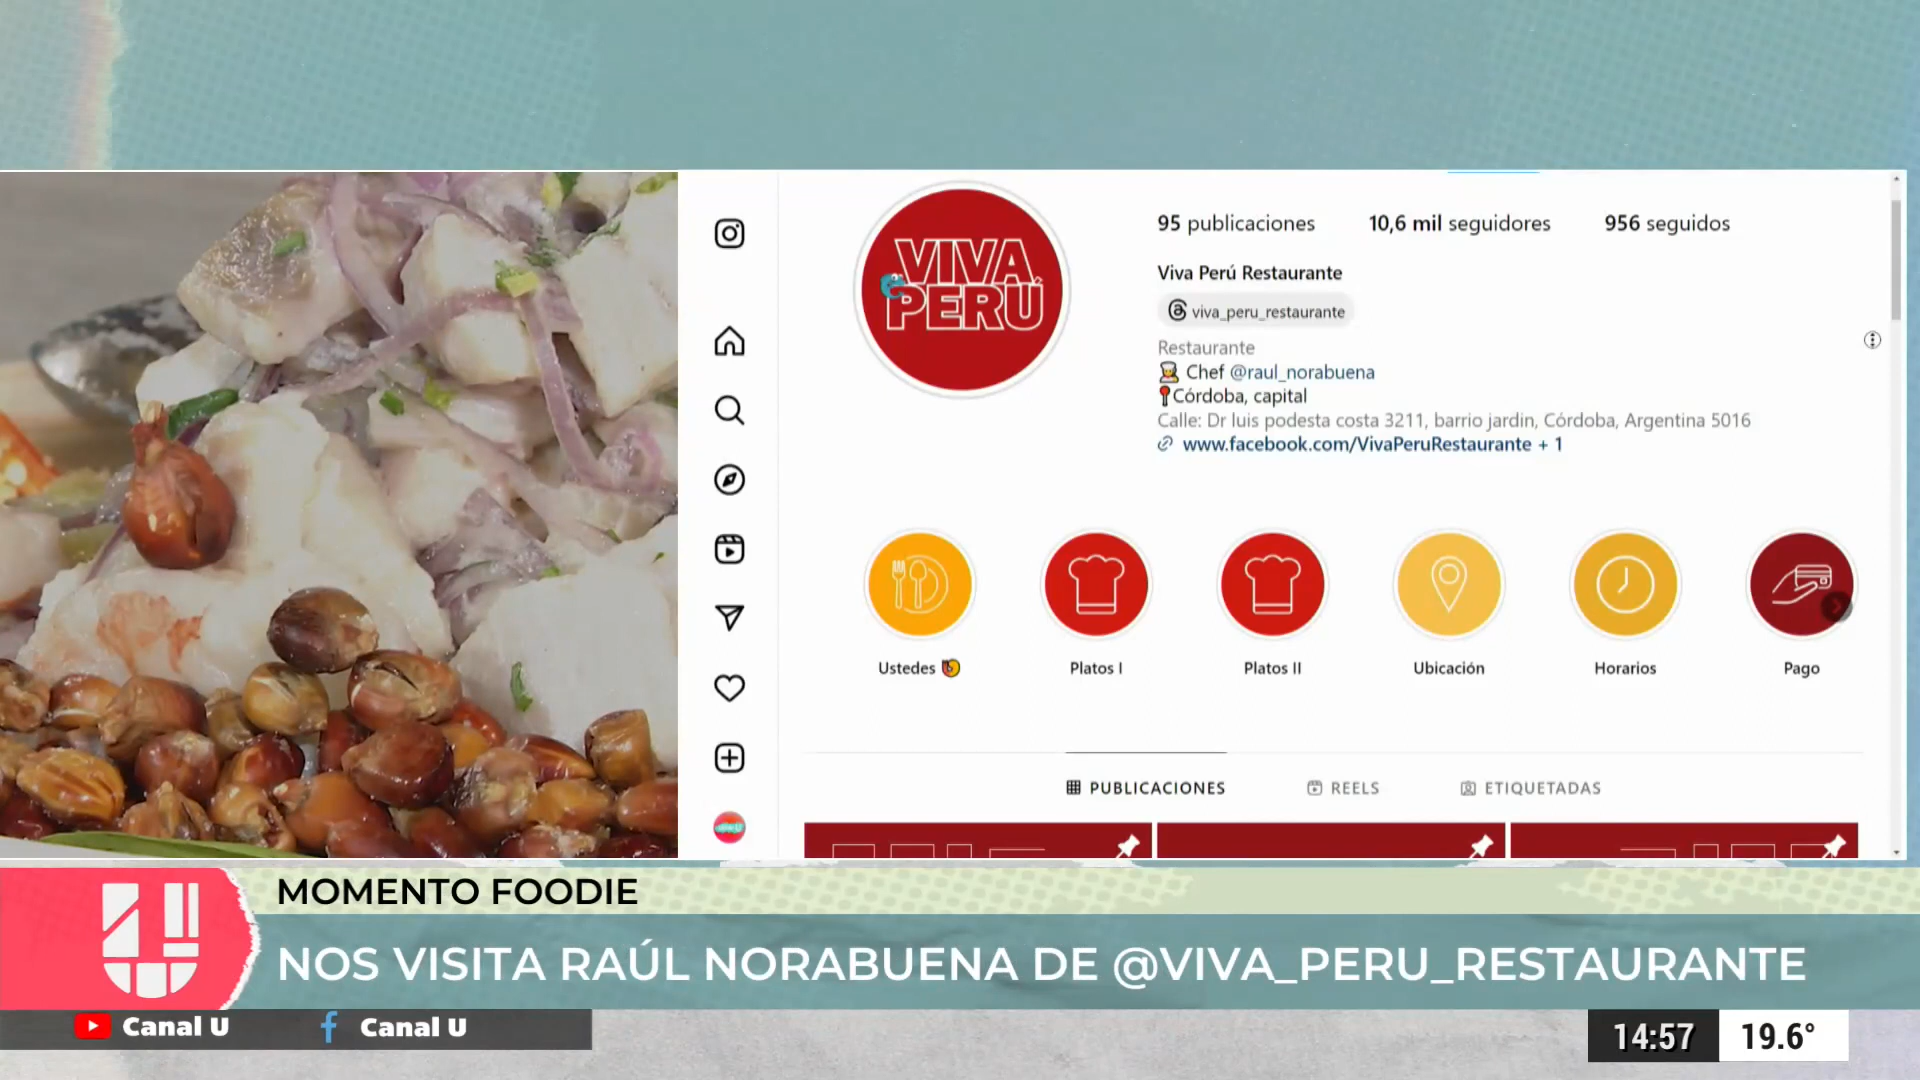 95 publicaciones 10,6 mil seguidores 956 seguidos
VIVA
PERÚ
Viva Perú Restaurante
viva_peru_restaurante
Restaurante
Chef @raul_norabuena
Córdoba, capital
Calle: Dr luis podesta costa 3211, barrio jardin, Córdoba, Argentina 5016
www.facebook.com/VivaPeruRestaurante + 1
Ustedes Platos I Platos II Ubicación Horarios Pago
PUBLICACIONES REELS ETIQUETADAS
MOMENTO FOODIE
U
NOS VISITA RAÚL NORABUENA DE @VIVA_PERU_RESTAURANTE
Canal U Canal U
14:57 19.6°